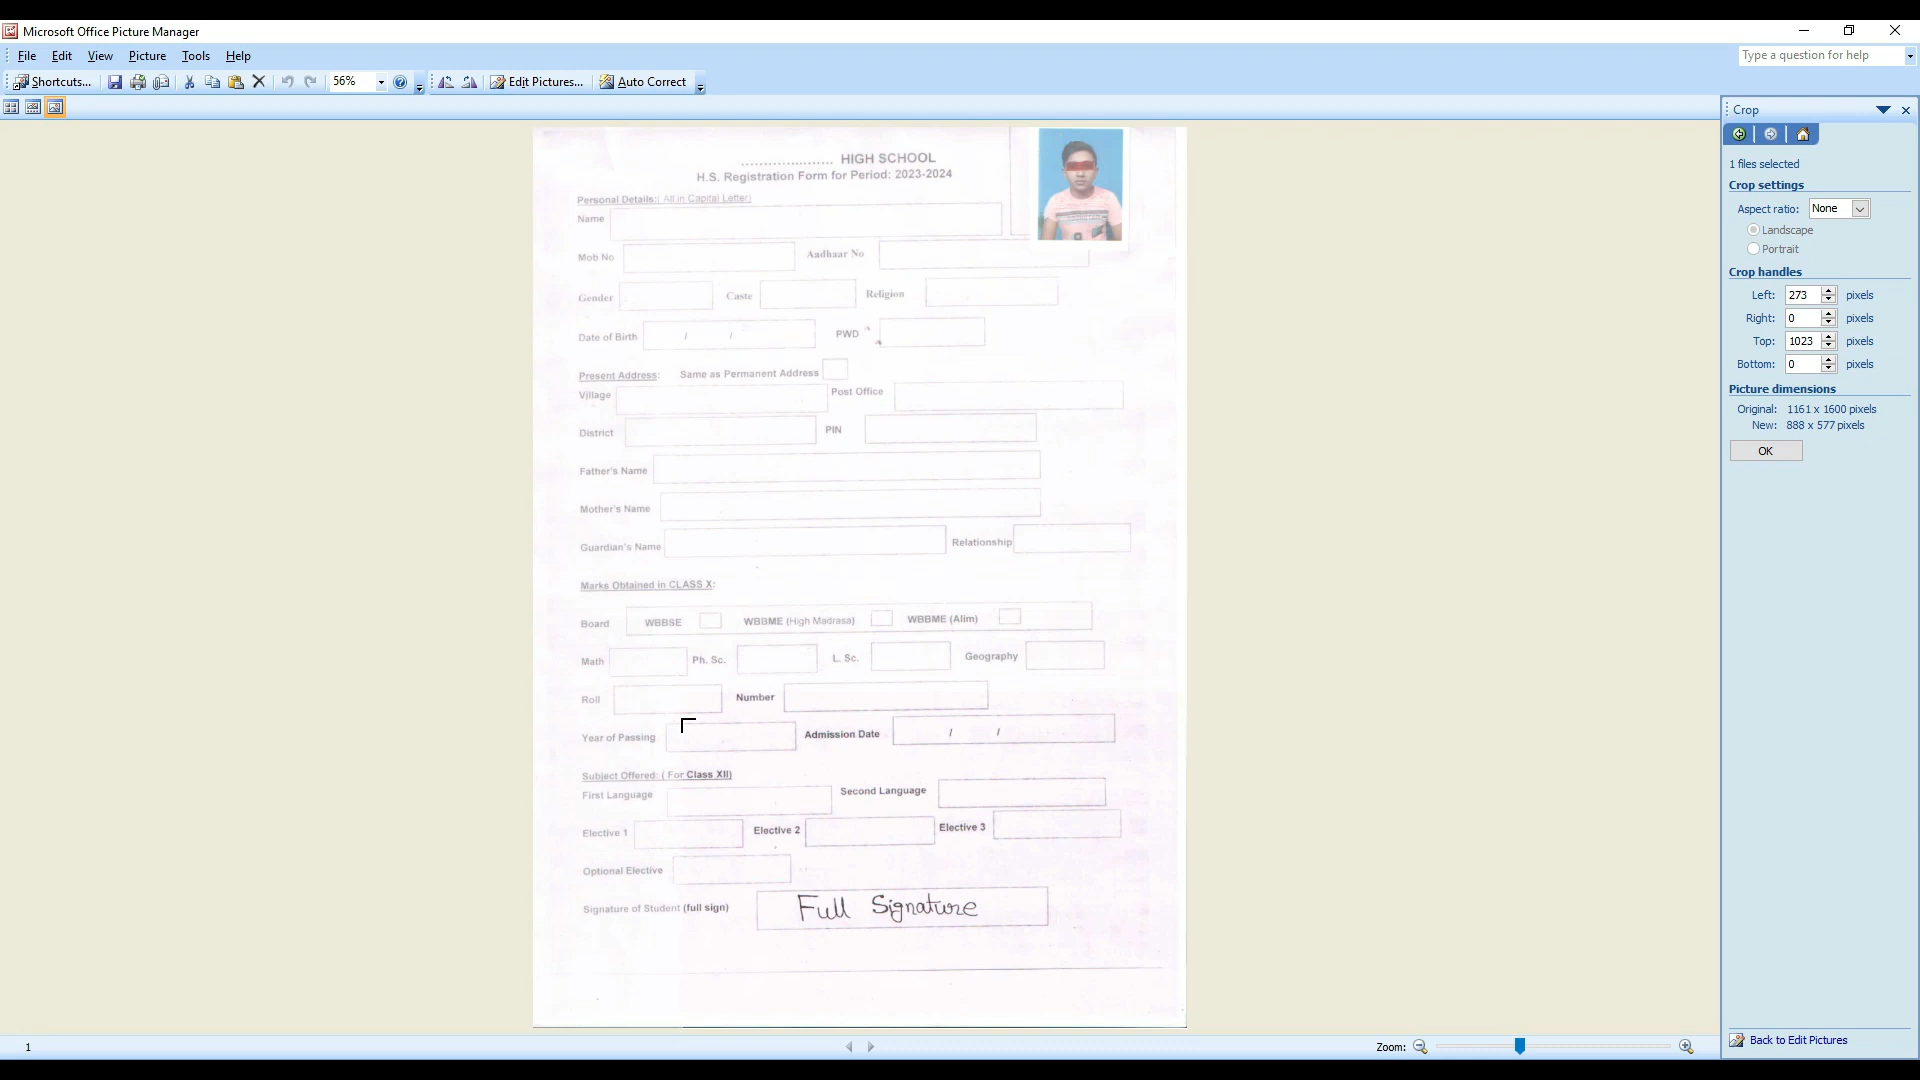 Microsoft Office Picture Manager
File Edit View Picture Tools Help
Type a question for help
Shortcuts... 56% Edit Pictures... Auto Correct
Crop
1 files selected
Crop settings
Aspect ratio: None
Landscape
Portrait
Crop handles
Left: 273 pixels
Right: 0 pixels
Top: 1023 pixels
Bottom: 0 pixels
Picture dimensions
Original: 1161 x 1600 pixels
New: 888 x 577 pixels
OK
Back to Edit Pictures
..................... HIGH SCHOOL
H.S. Registration Form for Period: 2023-2024
Personal Details:( All in Capital Letter)
Name
Mob No Aadhaar No
Gender Caste Religion
Date of Birth / / PWD
Present Address: Same as Permanent Address
Village Post Office
District PIN
Father's Name
Mother's Name
Guardian's Name Relationship
Marks Obtained in CLASS X:
Board WBBSE WBBME (High Madrasa) WBBME (Alim)
Math Ph. Sc. L. Sc. Geography
Roll Number
Year of Passing Admission Date / /
Subject Offered: ( For Class XII)
First Language Second Language
Elective 1 Elective 2 Elective 3
Optional Elective
Signature of Student (full sign) Full Signature
1 Zoom: